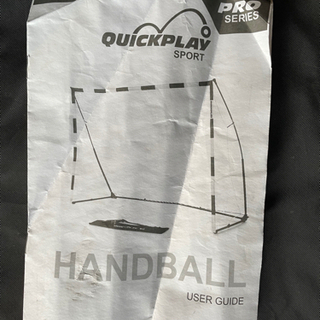 PRO
SERIES
QUICKPLAY
SPORT
HANDBALL
USER GUIDE